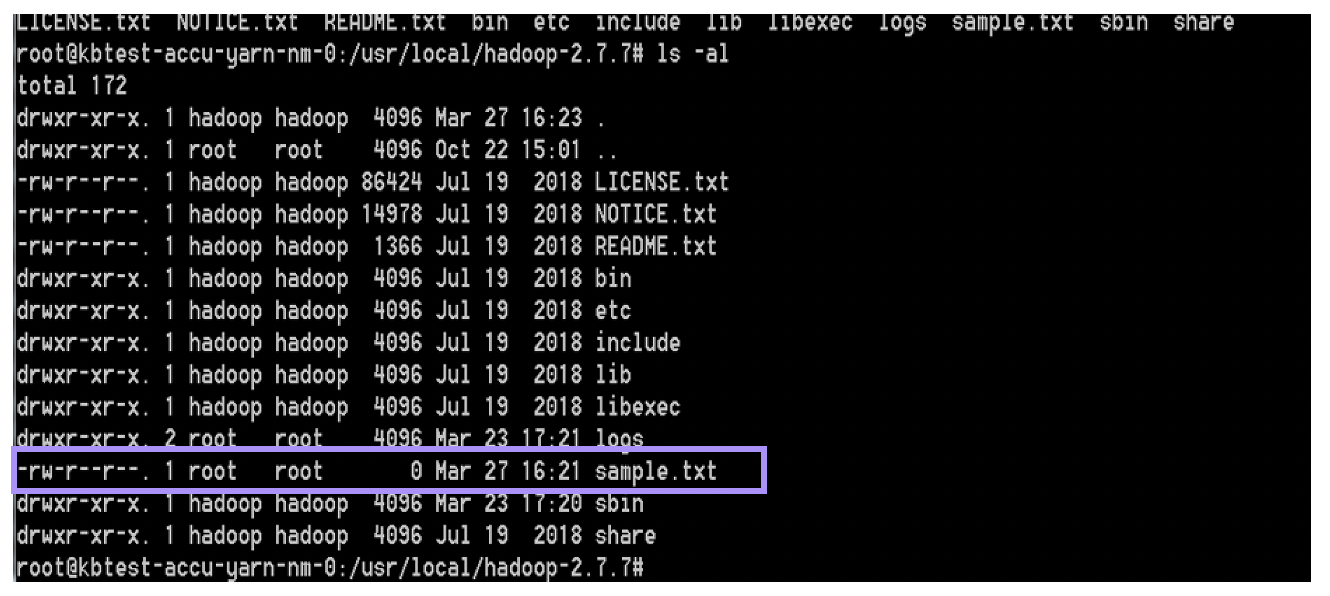 LICENSE.txt  NOTICE.txt  README.txt  bin  etc  include  lib  libexec  logs  sample.txt  sbin  share
root@kbtest-accu-yarn-nm-0:/usr/local/hadoop-2.7.7# ls -al
total 172
drwxr-xr-x. 1 hadoop hadoop  4096 Mar 27 16:23 .
drwxr-xr-x. 1 root   root    4096 Oct 22 15:01 ..
-rw-r--r--. 1 hadoop hadoop 86424 Jul 19  2018 LICENSE.txt
-rw-r--r--. 1 hadoop hadoop 14978 Jul 19  2018 NOTICE.txt
-rw-r--r--. 1 hadoop hadoop  1366 Jul 19  2018 README.txt
drwxr-xr-x. 1 hadoop hadoop  4096 Jul 19  2018 bin
drwxr-xr-x. 1 hadoop hadoop  4096 Jul 19  2018 etc
drwxr-xr-x. 1 hadoop hadoop  4096 Jul 19  2018 include
drwxr-xr-x. 1 hadoop hadoop  4096 Jul 19  2018 lib
drwxr-xr-x. 1 hadoop hadoop  4096 Jul 19  2018 libexec
drwxr-xr-x. 2 root   root    4096 Mar 23 17:21 logs
-rw-r--r--. 1 root   root       0 Mar 27 16:21 sample.txt
drwxr-xr-x. 1 hadoop hadoop  4096 Mar 23 17:20 sbin
drwxr-xr-x. 1 hadoop hadoop  4096 Jul 19  2018 share
root@kbtest-accu-yarn-nm-0:/usr/local/hadoop-2.7.7#